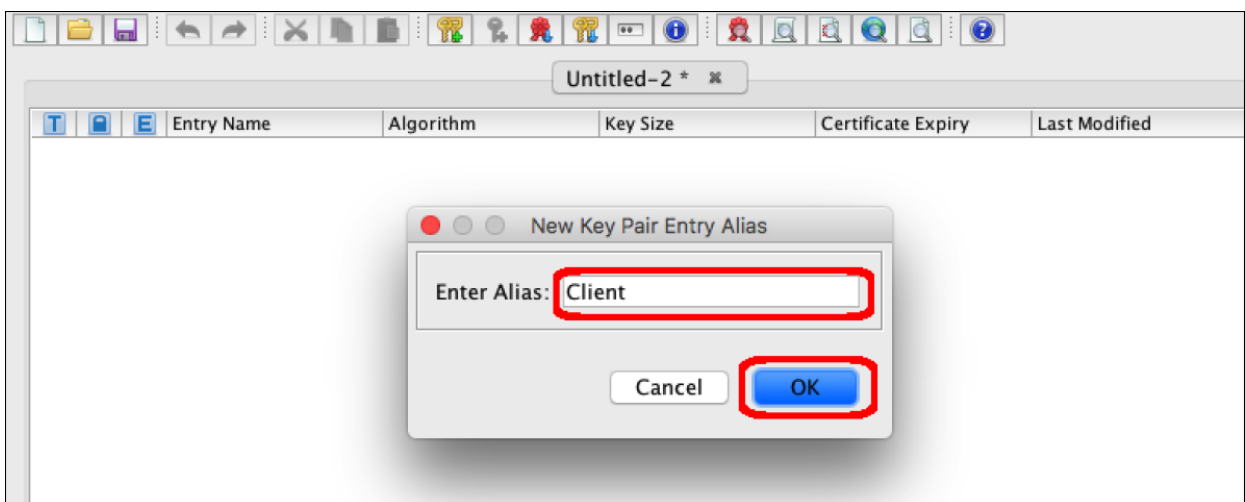 Untitled-2 *
T E Entry Name Algorithm Key Size Certificate Expiry Last Modified
New Key Pair Entry Alias
Enter Alias: Client
Cancel OK